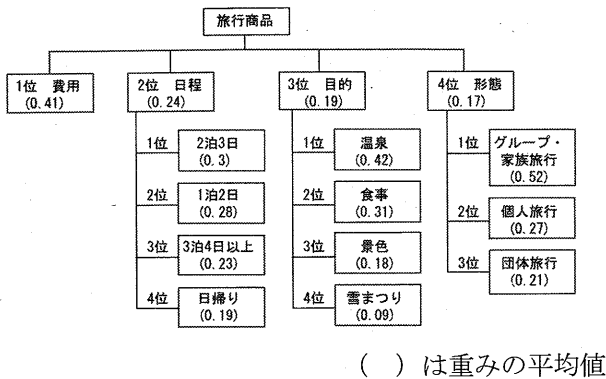 旅行商品
1位 費用
(0.41)
2位 日程
(0.24)
3位 目的
(0.19)
4位 形態
(0.17)
1位
2泊3日
(0.3)
2位
1泊2日
(0.28)
3位
3泊4日以上
(0.23)
4位
日帰り
(0.19)
1位
温泉
(0.42)
2位
食事
(0.31)
3位
景色
(0.18)
4位
雪まつり
(0.09)
1位
グループ・
家族旅行
(0.52)
2位
個人旅行
(0.27)
3位
団体旅行
(0.21)
( )は重みの平均値